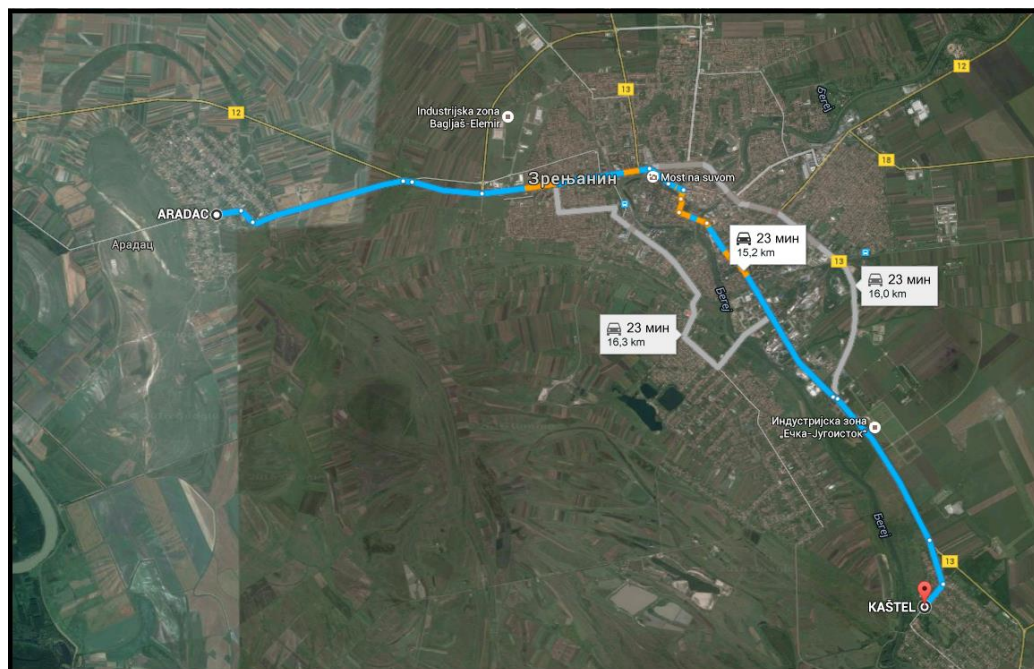 Бегеј
12
13
12
Industrijska zona
Bagljaš-Elemir
18
Зрењанин
Most na suvom
ARADAC
Арадац
23 мин
15,2 km
13
23 мин
16,0 km
Бегеј
23 мин
16,3 km
Индустријска зона
„Ечка-Југоисток“
Бегеј
13
KAŠTEL